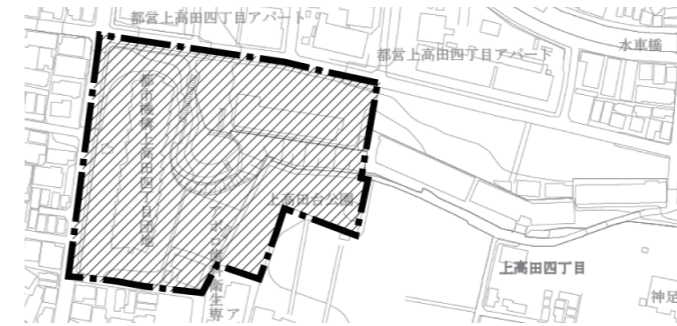 都営上高田四丁目アパート
都営上高田四丁目アパート
水車橋
都市機構上高田四丁目団地
上高田台公園
上高田四丁目
神足